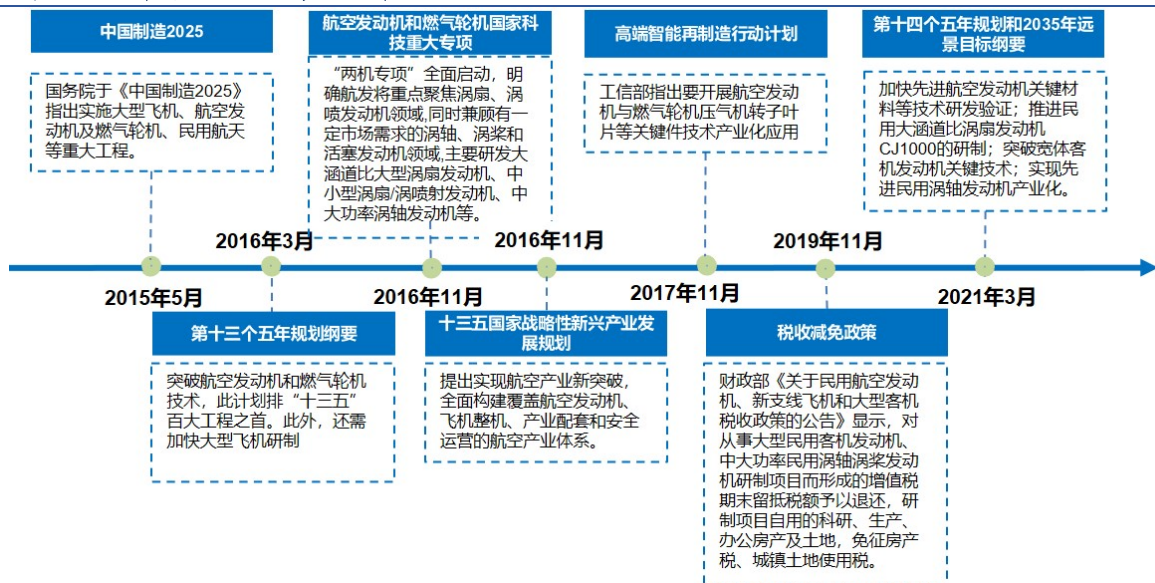 中国制造2025
国务院于《中国制造2025》
指出实施大型飞机、航空发
动机及燃气轮机、民用航天
等重大工程。
航空发动机和燃气轮机国家科
技重大专项
“两机专项”全面启动，明
确航发将重点聚焦涡扇、涡
喷发动机领域,同时兼顾有一
定市场需求的涡轴、涡桨和
活塞发动机领域,主要研发大
涵道比大型涡扇发动机、中
小型涡扇/涡喷射发动机、中
大功率涡轴发动机等。
高端智能再制造行动计划
工信部指出要开展航空发动
机与燃气轮机压气机转子叶
片等关键件技术产业化应用
第十四个五年规划和2035年远
景目标纲要
加快先进航空发动机关键材
料等技术研发验证；推进民
用大涵道比涡扇发动机
CJ1000的研制；突破宽体客
机发动机关键技术；实现先
进民用涡轴发动机产业化。
2016年3月
2016年11月
2019年11月
2015年5月
2016年11月
2017年11月
2021年3月
第十三个五年规划纲要
突破航空发动机和燃气轮机
技术，此计划排“十三五”
百大工程之首。此外，还需
加快大型飞机研制
十三五国家战略性新兴产业发
展规划
提出实现航空产业新突破，
全面构建覆盖航空发动机、
飞机整机、产业配套和安全
运营的航空产业体系。
税收减免政策
财政部《关于民用航空发动
机、新支线飞机和大型客机
税收政策的公告》显示，对
从事大型民用客机发动机、
中大功率民用涡轴涡桨发动
机研制项目而形成的增值税
期末留抵税额予以退还，研
制项目自用的科研、生产、
办公房产及土地，免征房产
税、城镇土地使用税。